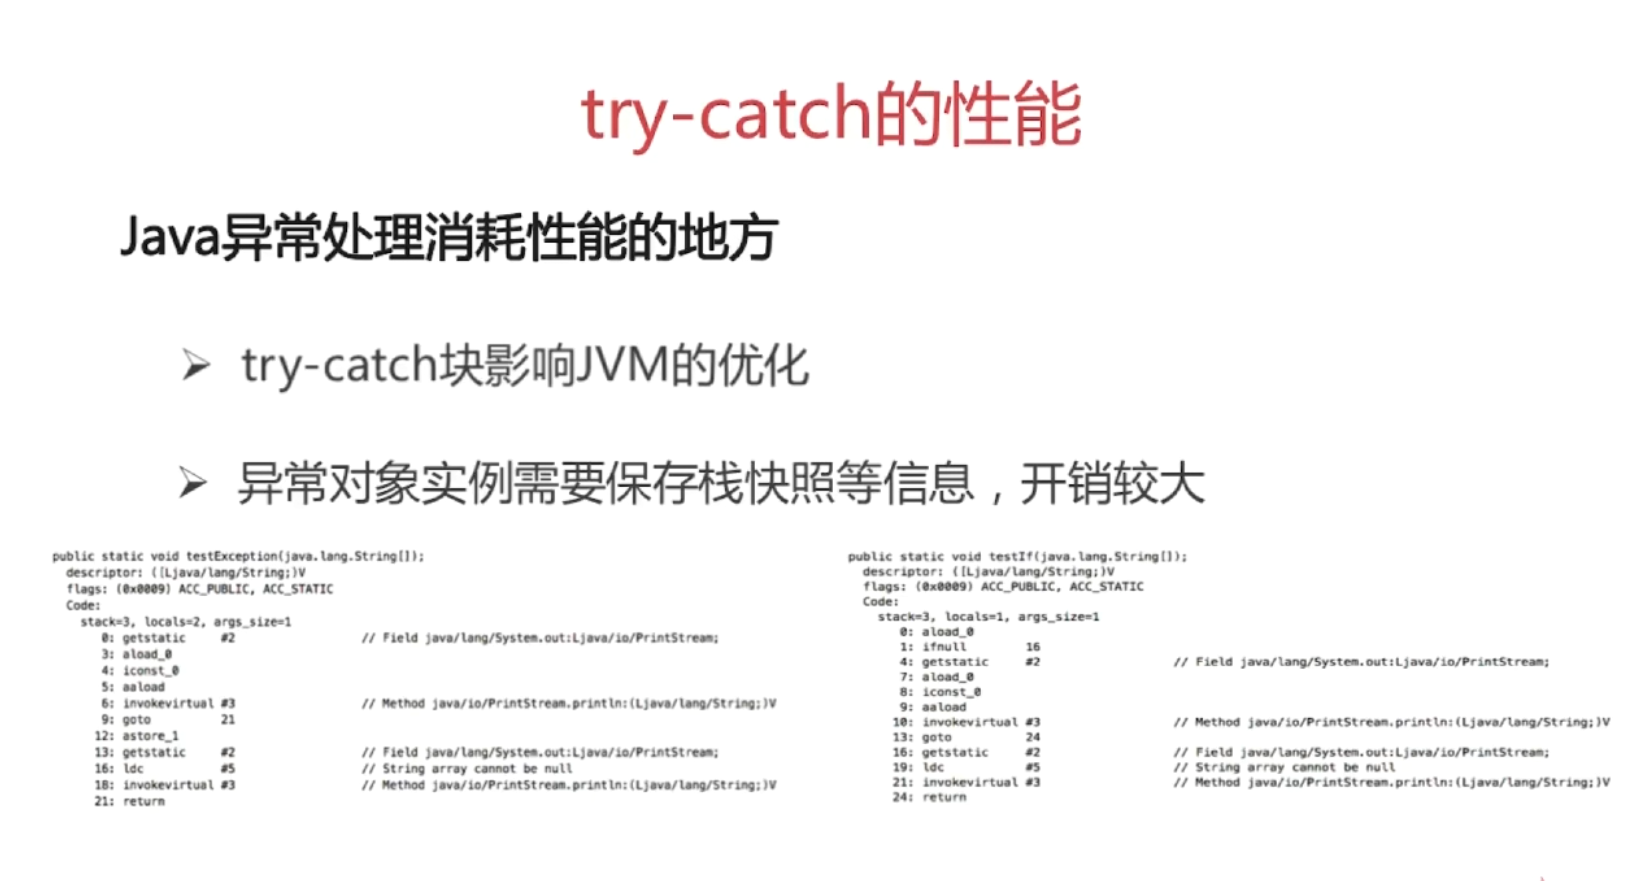 try-catch的性能
Java异常处理消耗性能的地方
➢ try-catch块影响JVM的优化
➢ 异常对象实例需要保存栈快照等信息，开销较大
public static void testException(java.lang.String[]);
descriptor: ([Ljava/lang/String;)V
flags: (0x0009) ACC_PUBLIC, ACC_STATIC
Code:
stack=3, locals=2, args_size=1
0: getstatic #2 // Field java/lang/System.out:Ljava/io/PrintStream;
3: aload_0
4: iconst_0
5: aaload
6: invokevirtual #3 // Method java/io/PrintStream.println:(Ljava/lang/String;)V
9: goto 21
12: astore_1
13: getstatic #2 // Field java/lang/System.out:Ljava/io/PrintStream;
16: ldc #5 // String array cannot be null
18: invokevirtual #3 // Method java/io/PrintStream.println:(Ljava/lang/String;)V
21: return
public static void testIf(java.lang.String[]);
descriptor: ([Ljava/lang/String;)V
flags: (0x0009) ACC_PUBLIC, ACC_STATIC
Code:
stack=3, locals=1, args_size=1
0: aload_0
1: ifnull 16
4: getstatic #2 // Field java/lang/System.out:Ljava/io/PrintStream;
7: aload_0
8: iconst_0
9: aaload
10: invokevirtual #3 // Method java/io/PrintStream.println:(Ljava/lang/String;)V
13: goto 24
16: getstatic #2 // Field java/lang/System.out:Ljava/io/PrintStream;
19: ldc #5 // String array cannot be null
21: invokevirtual #3 // Method java/io/PrintStream.println:(Ljava/lang/String;)V
24: return